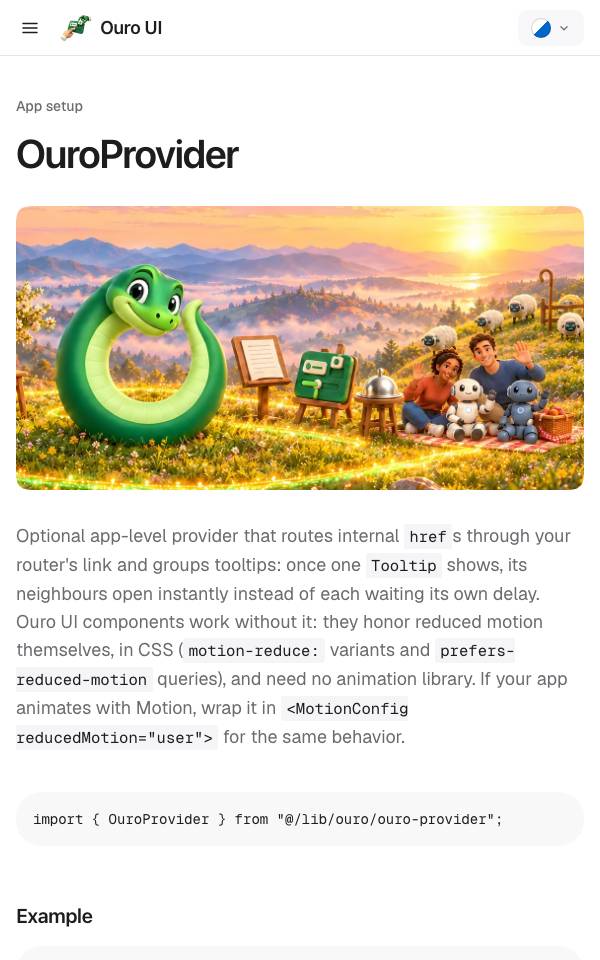 Ouro UI
App setup
OuroProvider
Optional app-level provider that routes internal hrefs through your
router's link and groups tooltips: once one Tooltip shows, its
neighbours open instantly instead of each waiting its own delay.
Ouro UI components work without it: they honor reduced motion
themselves, in CSS (motion-reduce: variants and prefers-
reduced-motion queries), and need no animation library. If your app
animates with Motion, wrap it in <MotionConfig
reducedMotion="user"> for the same behavior.
import { OuroProvider } from "@/lib/ouro/ouro-provider";
Example